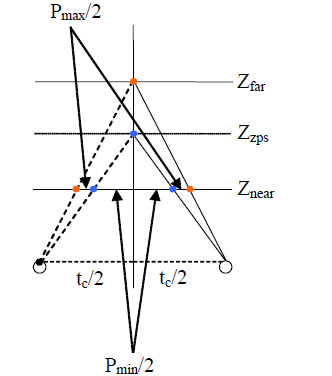 Pmax/2
Zfar
Zzps
Znear
tc/2 tc/2
Pmin/2